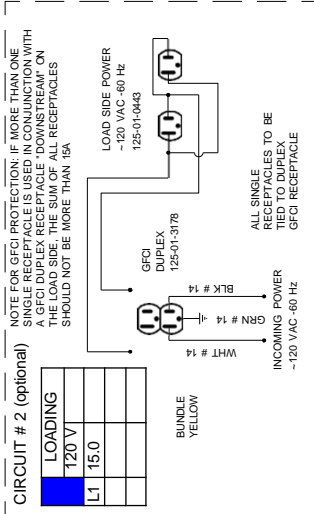 CIRCUIT # 2 (optional)
NOTE FOR GFCI PROTECTION: IF MORE THAN ONE
SINGLE RECEPTACLE IS USED IN CONJUNCTION WITH
A GFCI DUPLEX RECEPTACLE "DOWNSTREAM" ON
THE LOAD SIDE, THE SUM OF ALL RECEPTACLES
SHOULD NOT BE MORE THAN 15A
LOADING
120 V
L1 15.0
LOAD SIDE POWER
~120 VAC -60 Hz
125-01-0443
GFCI
DUPLEX
125-01-3178
BUNDLE
YELLOW
WHT # 14
GRN # 14
BLK # 14
INCOMING POWER
~120 VAC -60 Hz
ALL SINGLE
RECEPTACLES TO BE
TIED TO DUPLEX
GFCI RECEPTACLE